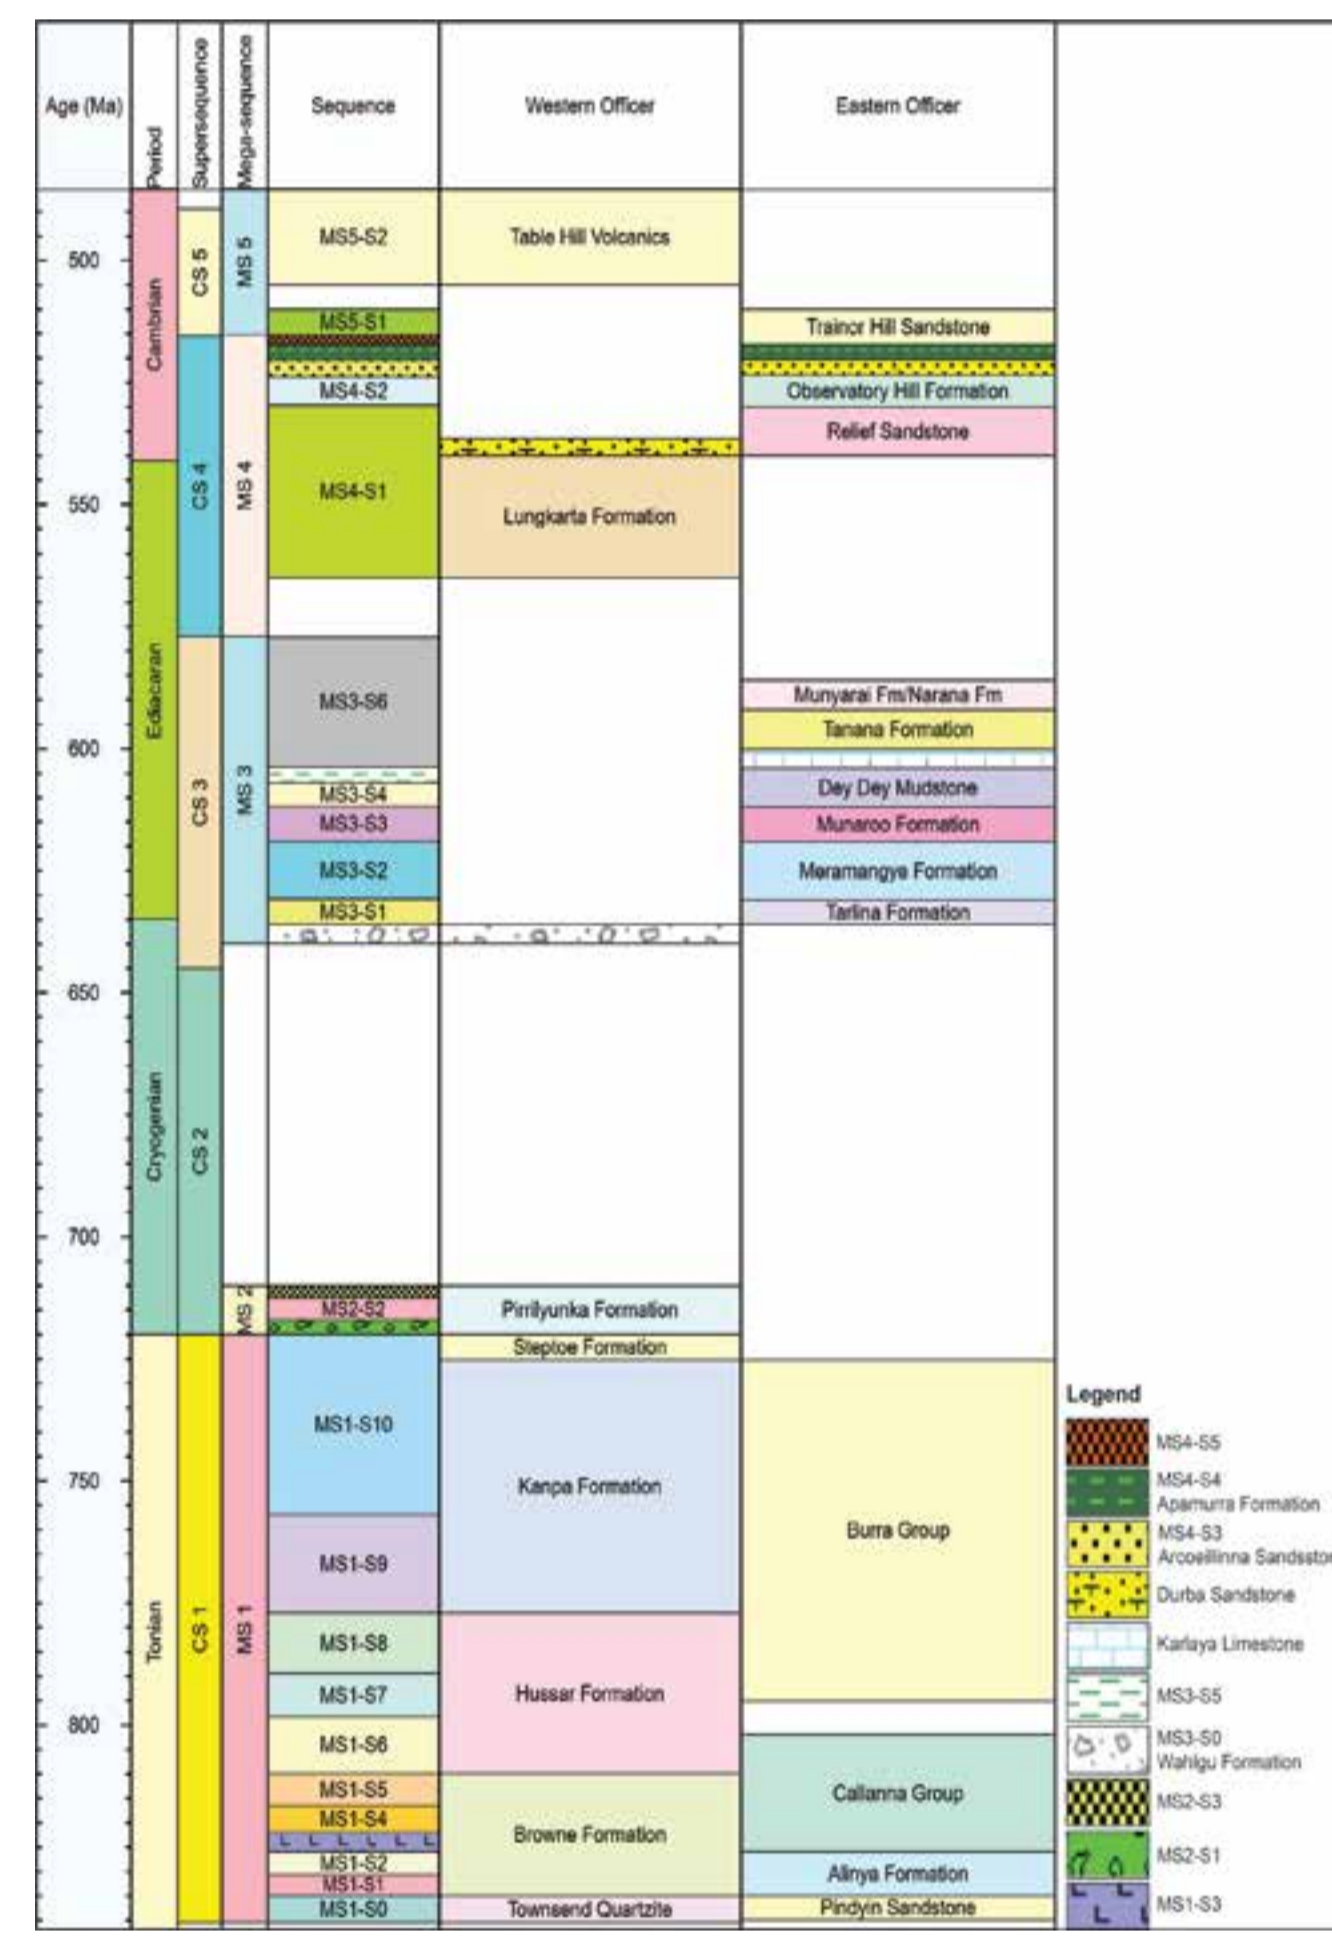 Age (Ma)
Period
Supersequence
Mega-sequence
Sequence
Western Officer
Eastern Officer
500
550
600
650
700
750
800
Cambrian
Ediacaran
Cryogenian
Tonian
CS 5
CS 4
CS 3
CS 2
CS 1
MS 5
MS 4
MS 3
MS 2
MS 1
MS5-S2
MS5-S1
MS4-S2
MS4-S1
MS3-S6
MS3-S4
MS3-S3
MS3-S2
MS3-S1
MS2-S2
MS1-S10
MS1-S9
MS1-S8
MS1-S7
MS1-S6
MS1-S5
MS1-S4
MS1-S2
MS1-S1
MS1-S0
Table Hill Volcanics
Lungkarta Formation
Pirrilyunka Formation
Steptoe Formation
Kanpa Formation
Hussar Formation
Browne Formation
Townsend Quartzite
Trainor Hill Sandstone
Observatory Hill Formation
Relief Sandstone
Munyarai Fm/Narana Fm
Tanana Formation
Dey Dey Mudstone
Munaroo Formation
Meramangye Formation
Tarlina Formation
Burra Group
Callanna Group
Alinya Formation
Pindyin Sandstone
Legend
MS4-S5
MS4-S4
Apamurra Formation
MS4-S3
Arcoeillinna Sandsstor
Durba Sandstone
Karlaya Limestone
MS3-S5
MS3-S0
Wahlgu Formation
MS2-S3
MS2-S1
MS1-S3